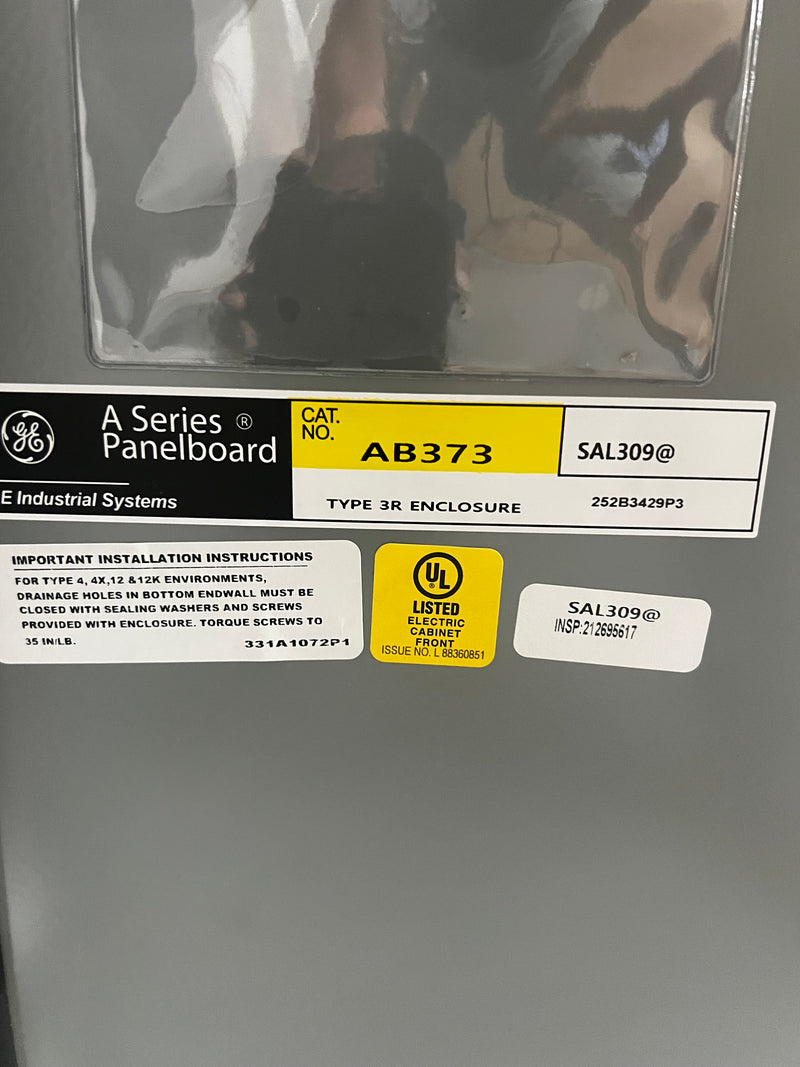 GE
A Series ®
Panelboard
E Industrial Systems
CAT.
NO.
AB373
SAL309@
TYPE 3R ENCLOSURE
252B3429P3
IMPORTANT INSTALLATION INSTRUCTIONS
FOR TYPE 4, 4X,12 &12K ENVIRONMENTS,
DRAINAGE HOLES IN BOTTOM ENDWALL MUST BE
CLOSED WITH SEALING WASHERS AND SCREWS
PROVIDED WITH ENCLOSURE. TORQUE SCREWS TO
35 IN/LB.
331A1072P1
UL
®
LISTED
ELECTRIC
CABINET
FRONT
ISSUE NO. L 88360851
SAL309@
INSP:212695617